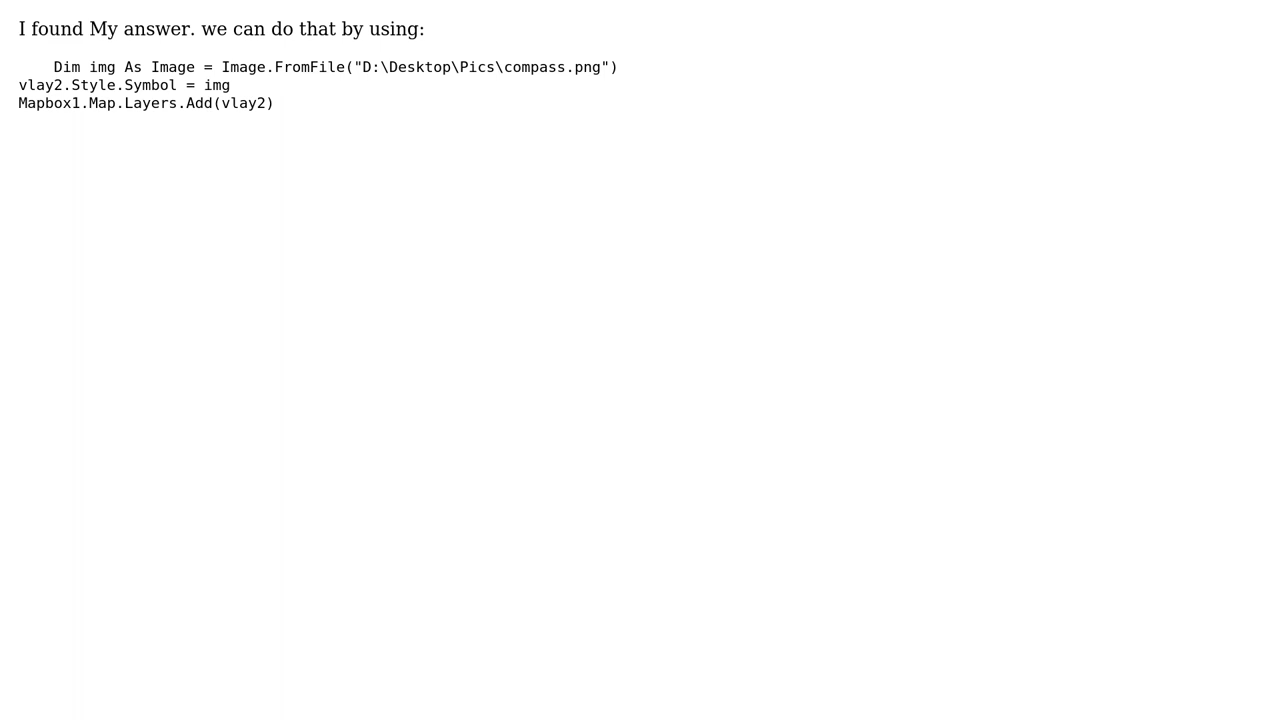 I found My answer. we can do that by using:
    Dim img As Image = Image.FromFile("D:\Desktop\Pics\compass.png")
vlay2.Style.Symbol = img
Mapbox1.Map.Layers.Add(vlay2)